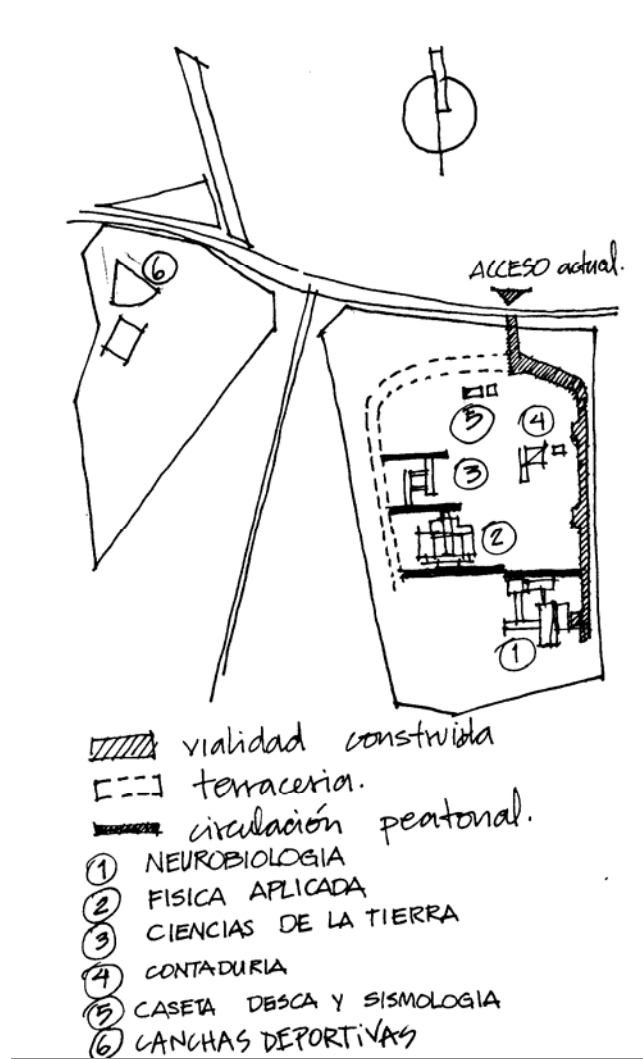 ACCESO actual.
6
5
4
3
2
1
vialidad construida
terraceria.
circulación peatonal.
1 NEUROBIOLOGIA
2 FISICA APLICADA
3 CIENCIAS DE LA TIERRA
4 CONTADURIA
5 CASETA DESCA Y SISMOLOGIA
6 CANCHAS DEPORTIVAS